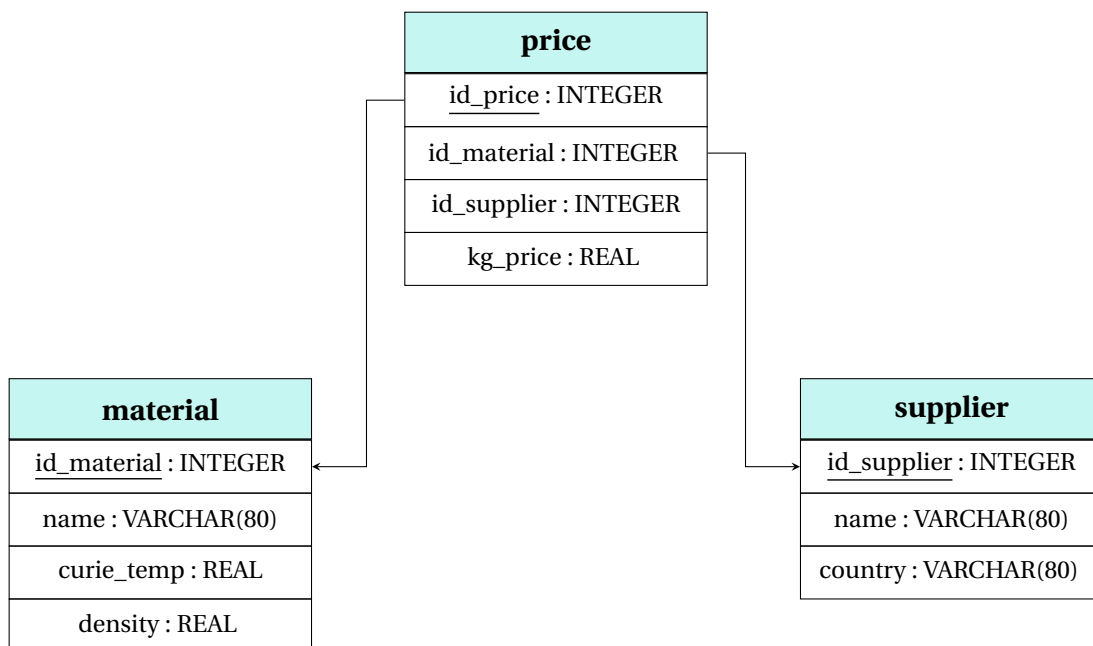 price
id_price : INTEGER
id_material : INTEGER
id_supplier : INTEGER
kg_price : REAL
material
id_material : INTEGER
name : VARCHAR(80)
curie_temp : REAL
density : REAL
supplier
id_supplier : INTEGER
name : VARCHAR(80)
country : VARCHAR(80)